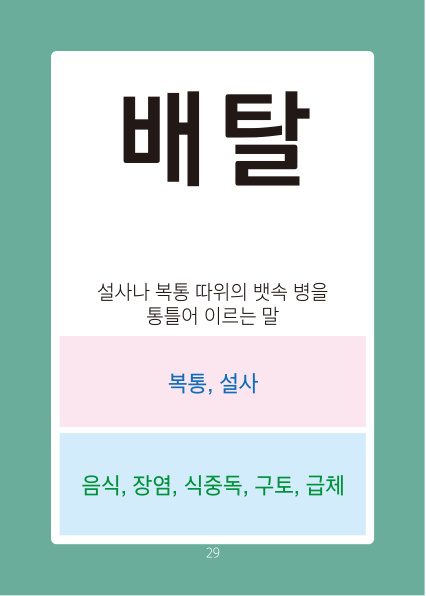 배탈
설사나 복통 따위의 뱃속 병을
통틀어 이르는 말
복통, 설사
음식, 장염, 식중독, 구토, 급체
29